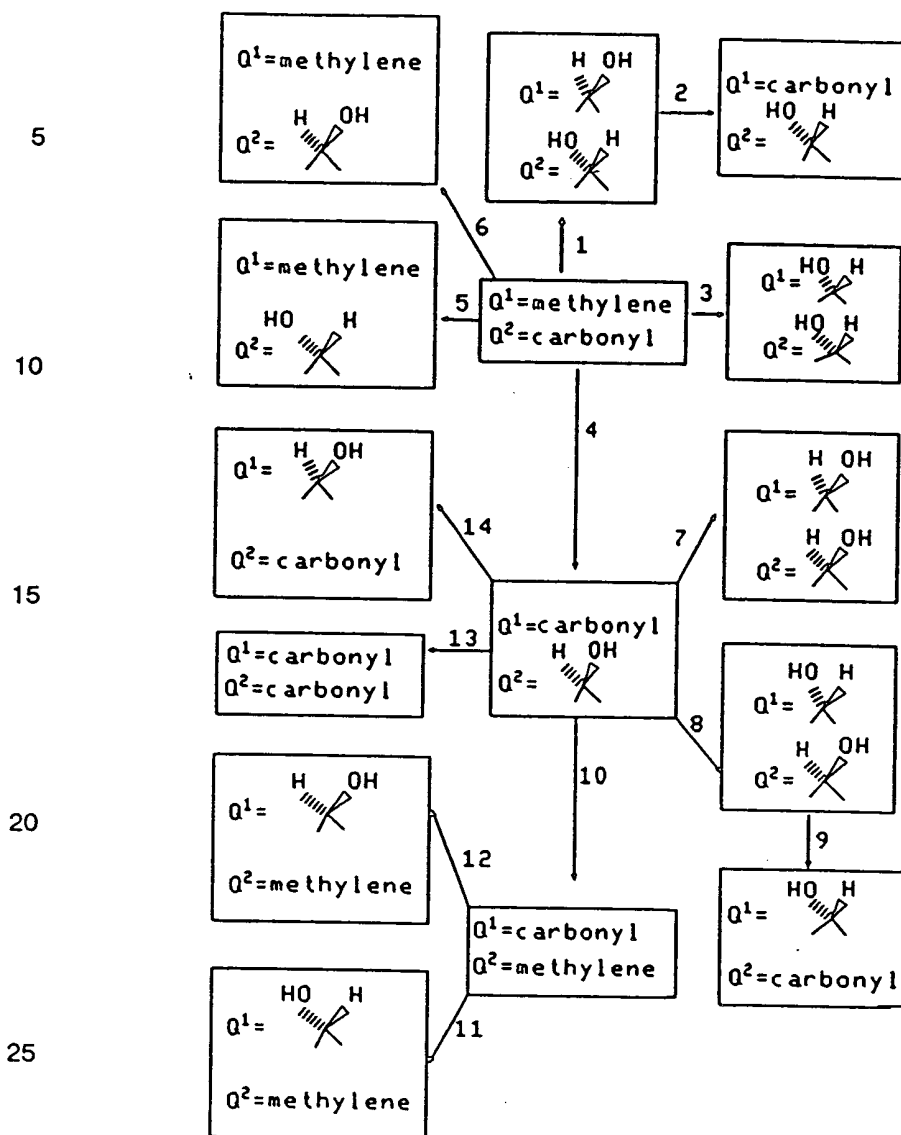 Q¹=methylene
Q²=
H OH
H OH
Q¹=
HO H
Q²=
2
Q¹=carbonyl
HO H
Q²=
5
6
1
Q¹=methylene
HO H
Q²=
5
Q¹=methylene
Q²=carbonyl
3
HO H
Q¹=
HO H
Q²=
10
4
H OH
Q¹=
Q²=carbonyl
14
7
H OH
Q¹=
H OH
Q²=
15
Q¹=carbonyl
Q²=carbonyl
13
Q¹=carbonyl
H OH
Q²=
8
HO H
Q¹=
H OH
Q²=
10
H OH
Q¹=
Q²=methylene
20
12
9
Q¹=carbonyl
Q²=methylene
HO H
Q¹=
Q²=carbonyl
11
HO H
Q¹=
Q²=methylene
25